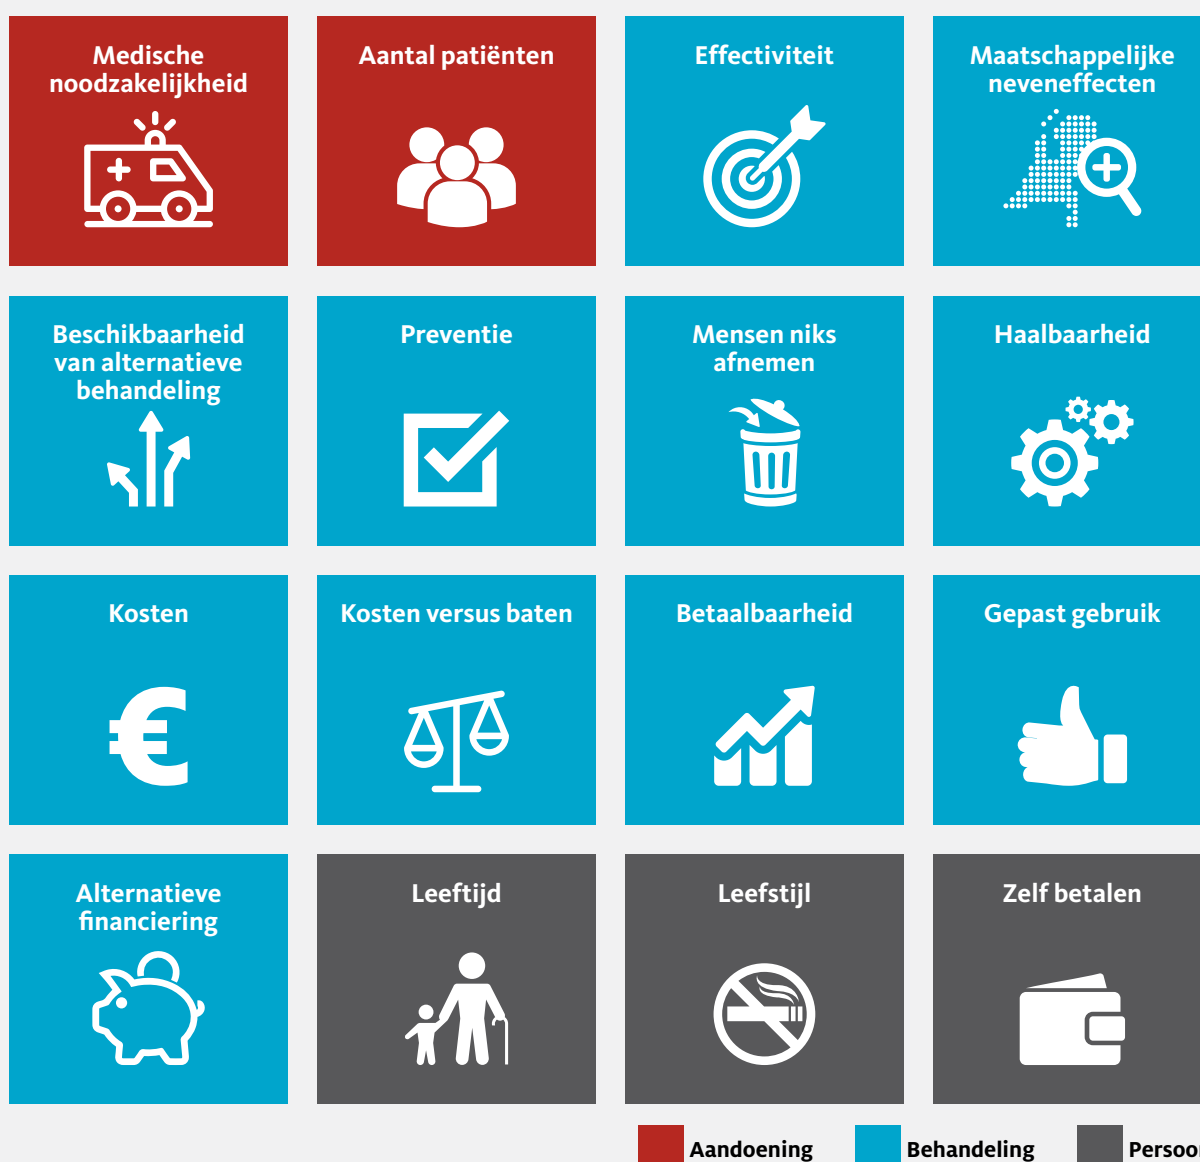 Medische
noodzakelijkheid
Aantal patiënten
Effectiviteit
Maatschappelijke
neveneffecten
Beschikbaarheid
van alternatieve
behandeling
Preventie
Mensen niks
afnemen
Haalbaarheid
Kosten
€
Kosten versus baten
Betaalbaarheid
Gepast gebruik
Alternatieve
financiering
Leeftijd
Leefstijl
Zelf betalen
Aandoening
Behandeling